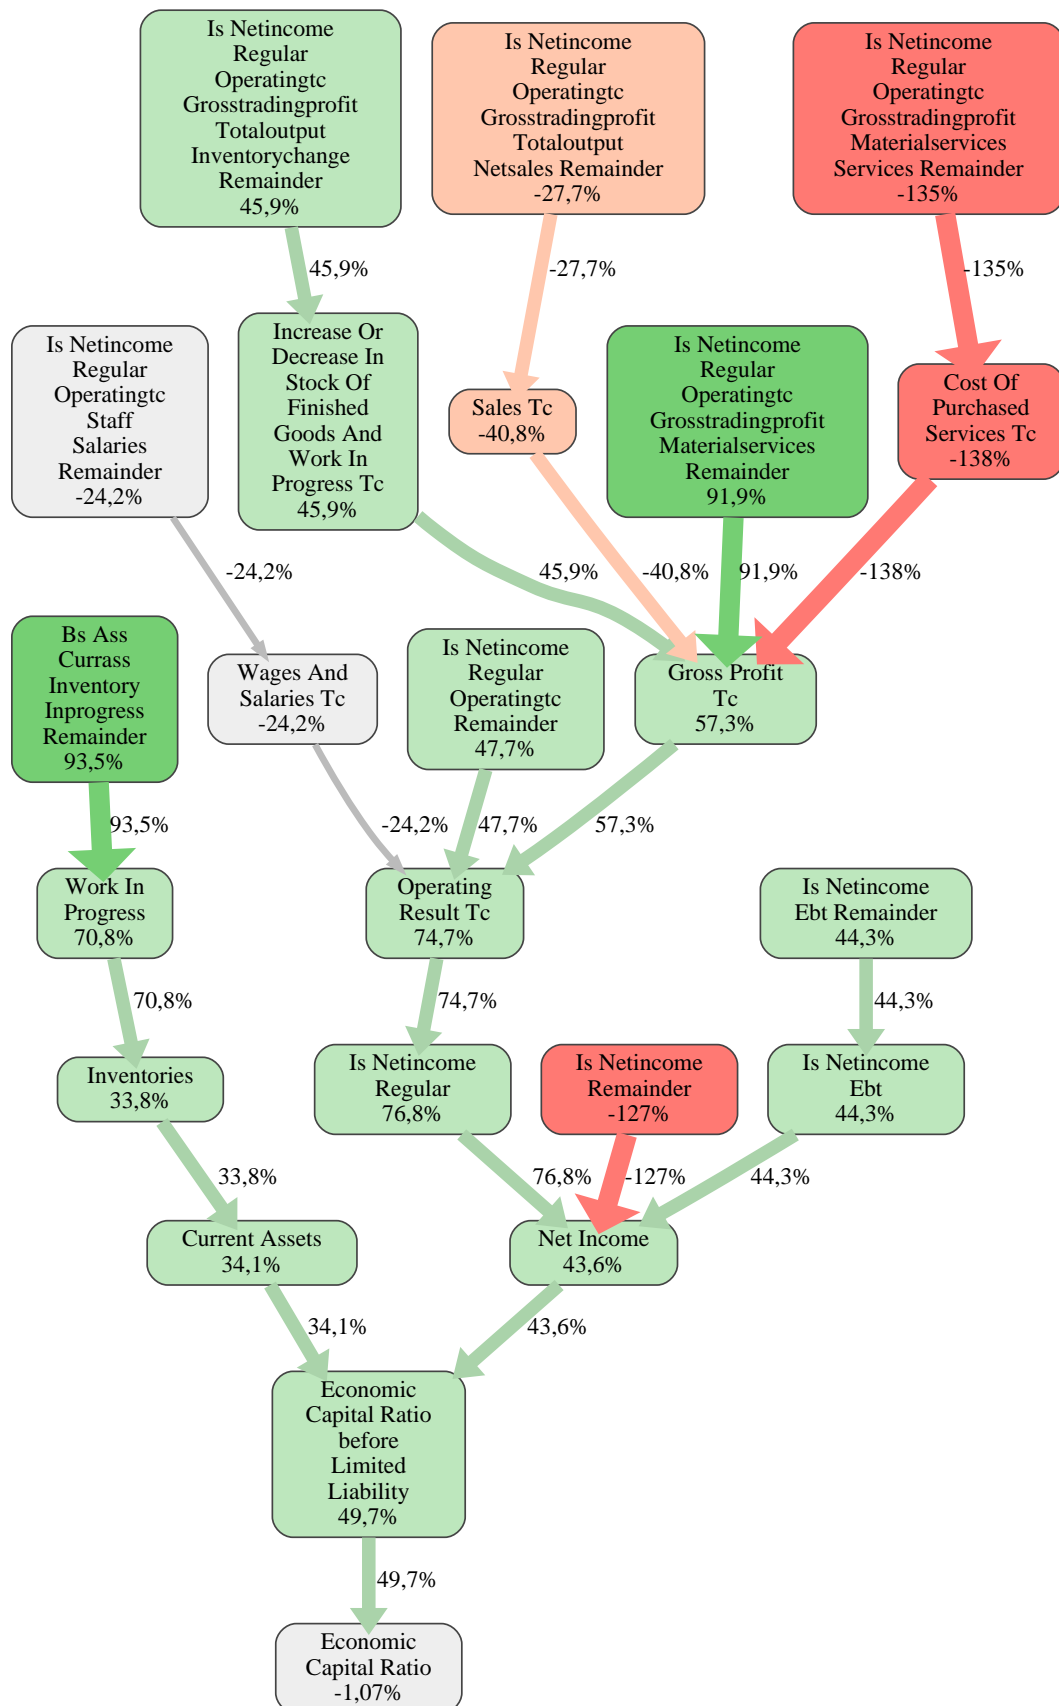 Is Netincome
Regular
Operatingtc
Grosstradingprofit
Totaloutput
Inventorychange
Remainder
45,9%
Is Netincome
Regular
Operatingtc
Grosstradingprofit
Totaloutput
Netsales Remainder
-27,7%
Is Netincome
Regular
Operatingtc
Grosstradingprofit
Materialservices
Services Remainder
-135%
45,9%
-27,7%
-135%
Is Netincome
Regular
Operatingtc
Staff
Salaries
Remainder
-24,2%
Increase Or
Decrease In
Stock Of
Finished
Goods And
Work In
Progress Tc
45,9%
Sales Tc
-40,8%
Is Netincome
Regular
Operatingtc
Grosstradingprofit
Materialservices
Remainder
91,9%
Cost Of
Purchased
Services Tc
-138%
-24,2%
45,9%
-40,8%
91,9%
-138%
Bs Ass
Currass
Inventory
Inprogress
Remainder
93,5%
Wages And
Salaries Tc
-24,2%
Is Netincome
Regular
Operatingtc
Remainder
47,7%
Gross Profit
Tc
57,3%
93,5%
-24,2%
47,7%
57,3%
Work In
Progress
70,8%
Operating
Result Tc
74,7%
Is Netincome
Ebt Remainder
44,3%
70,8%
74,7%
44,3%
Inventories
33,8%
Is Netincome
Regular
76,8%
Is Netincome
Remainder
-127%
Is Netincome
Ebt
44,3%
33,8%
76,8%
-127%
44,3%
Current Assets
34,1%
Net Income
43,6%
34,1%
43,6%
Economic
Capital Ratio
before
Limited
Liability
49,7%
49,7%
Economic
Capital Ratio
-1,07%